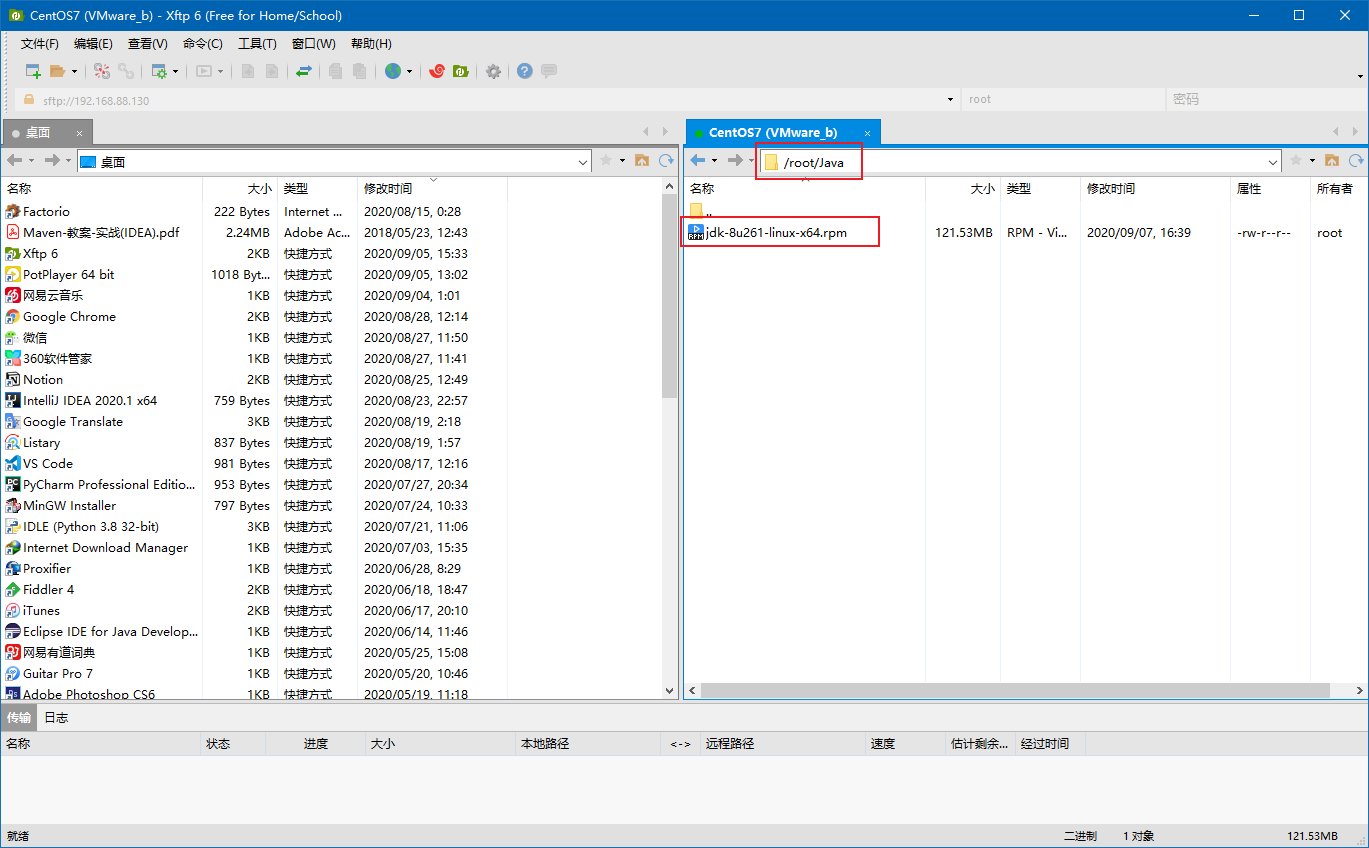 CentOS7 (VMware_b) - Xftp 6 (Free for Home/School)
文件(F) 编辑(E) 查看(V) 命令(C) 工具(T) 窗口(W) 帮助(H)
sftp://192.168.88.130 root 密码
桌面 × CentOS7 (VMware_b) ×
桌面 /root/Java
名称 大小 类型 修改时间
Factorio 222 Bytes Internet ... 2020/08/15, 0:28
Maven-教案-实战(IDEA).pdf 2.24MB Adobe Ac... 2018/05/23, 12:43
Xftp 6 2KB 快捷方式 2020/09/05, 15:33
PotPlayer 64 bit 1018 Byt... 快捷方式 2020/09/05, 13:02
网易云音乐 1KB 快捷方式 2020/09/04, 1:01
Google Chrome 2KB 快捷方式 2020/08/28, 12:14
微信 1KB 快捷方式 2020/08/27, 11:50
360软件管家 1KB 快捷方式 2020/08/27, 11:41
Notion 2KB 快捷方式 2020/08/25, 12:49
IntelliJ IDEA 2020.1 x64 759 Bytes 快捷方式 2020/08/23, 22:57
Google Translate 3KB 快捷方式 2020/08/19, 2:18
Listary 837 Bytes 快捷方式 2020/08/19, 1:57
VS Code 981 Bytes 快捷方式 2020/08/17, 12:16
PyCharm Professional Editio... 953 Bytes 快捷方式 2020/07/27, 20:34
MinGW Installer 797 Bytes 快捷方式 2020/07/24, 10:33
IDLE (Python 3.8 32-bit) 3KB 快捷方式 2020/07/21, 11:06
Internet Download Manager 1KB 快捷方式 2020/07/03, 15:35
Proxifier 1KB 快捷方式 2020/06/28, 8:29
Fiddler 4 2KB 快捷方式 2020/06/18, 18:47
iTunes 2KB 快捷方式 2020/06/17, 20:10
Eclipse IDE for Java Develop... 1KB 快捷方式 2020/06/14, 11:46
网易有道词典 1KB 快捷方式 2020/05/25, 15:08
Guitar Pro 7 1KB 快捷方式 2020/05/20, 10:46
Adobe Photoshop CS6 1KB 快捷方式 2020/05/19, 11:18
名称 大小 类型 修改时间 属性 所有者
..
jdk-8u261-linux-x64.rpm 121.53MB RPM - Vi... 2020/09/07, 16:39 -rw-r--r-- root
传输 日志
名称 状态 进度 大小 本地路径 <-> 远程路径 速度 估计剩余... 经过时间
就绪 二进制 1 对象 121.53MB